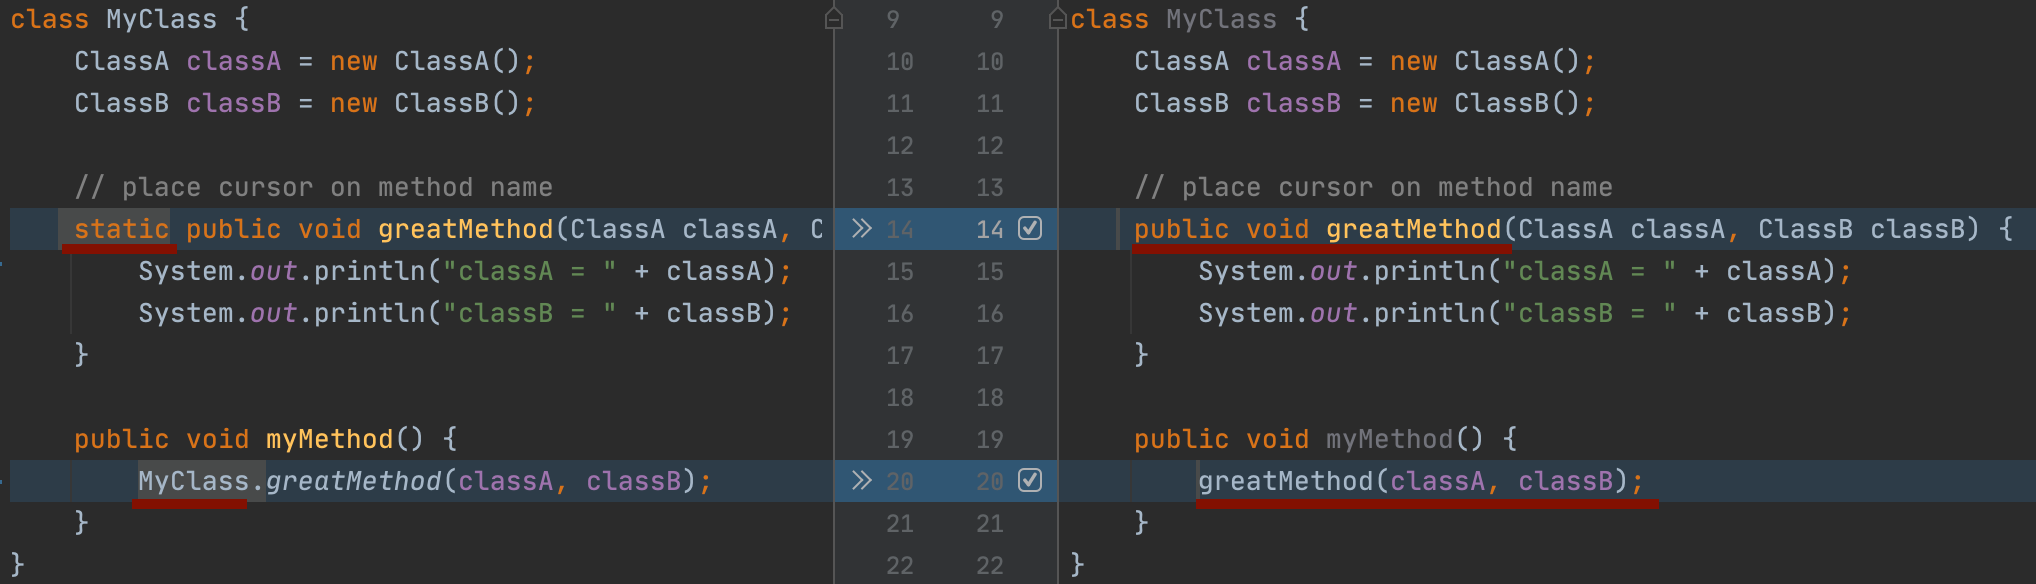 class MyClass {
    ClassA classA = new ClassA();
    ClassB classB = new ClassB();

    // place cursor on method name
    static public void greatMethod(ClassA classA, C
        System.out.println("classA = " + classA);
        System.out.println("classB = " + classB);
    }

    public void myMethod() {
        MyClass.greatMethod(classA, classB);
    }
}
9 9
10 10
11 11
12 12
13 13
>> 14 14
15 15
16 16
17 17
18 18
19 19
>> 20 20
21 21
22 22
class MyClass {
    ClassA classA = new ClassA();
    ClassB classB = new ClassB();

    // place cursor on method name
    public void greatMethod(ClassA classA, ClassB classB) {
        System.out.println("classA = " + classA);
        System.out.println("classB = " + classB);
    }

    public void myMethod() {
        greatMethod(classA, classB);
    }
}